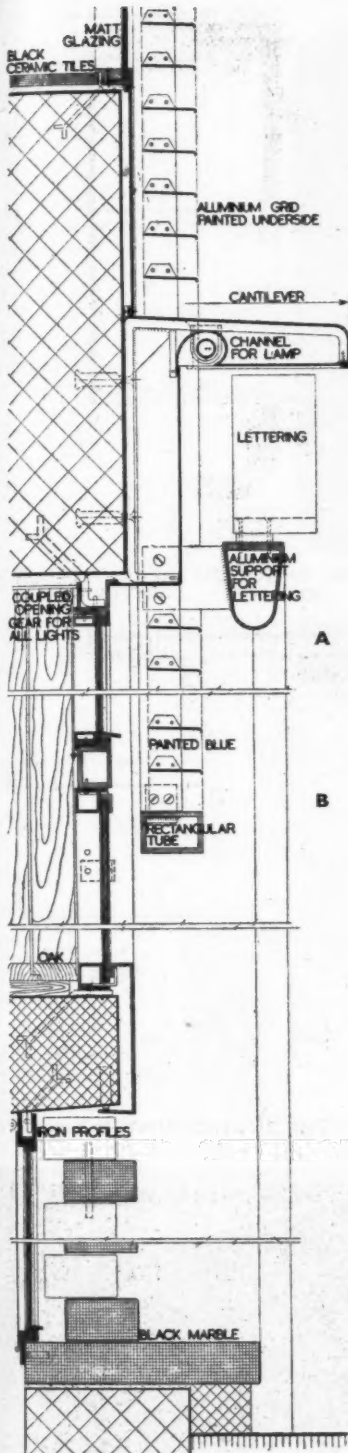 MATT
GLAZING
BLACK
CERAMIC TILES
ALUMINIUM GRID
PAINTED UNDERSIDE
CANTILEVER
CHANNEL
FOR LAMP
LETTERING
ALUMINIUM
SUPPORT
FOR
LETTERING
COUPLED
OPENING
GEAR FOR
ALL LIGHTS
A
PAINTED BLUE
B
RECTANGULAR
TUBE
OAK
IRON PROFILES
BLACK MARBLE